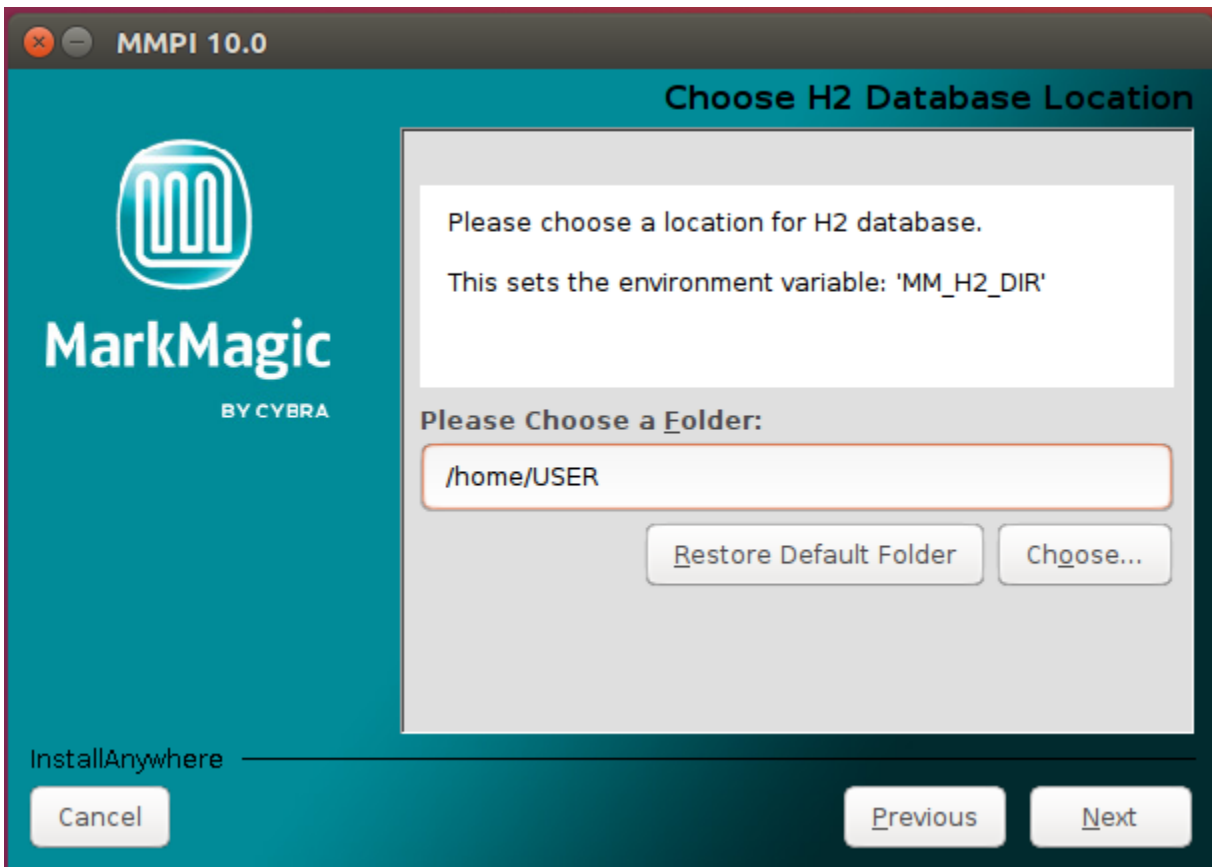 MMPI 10.0
Choose H2 Database Location
MarkMagic
BY CYBRA
Please choose a location for H2 database.
This sets the environment variable: 'MM_H2_DIR'
Please Choose a Folder:
/home/USER
Restore Default Folder
Choose...
InstallAnywhere
Cancel
Previous
Next